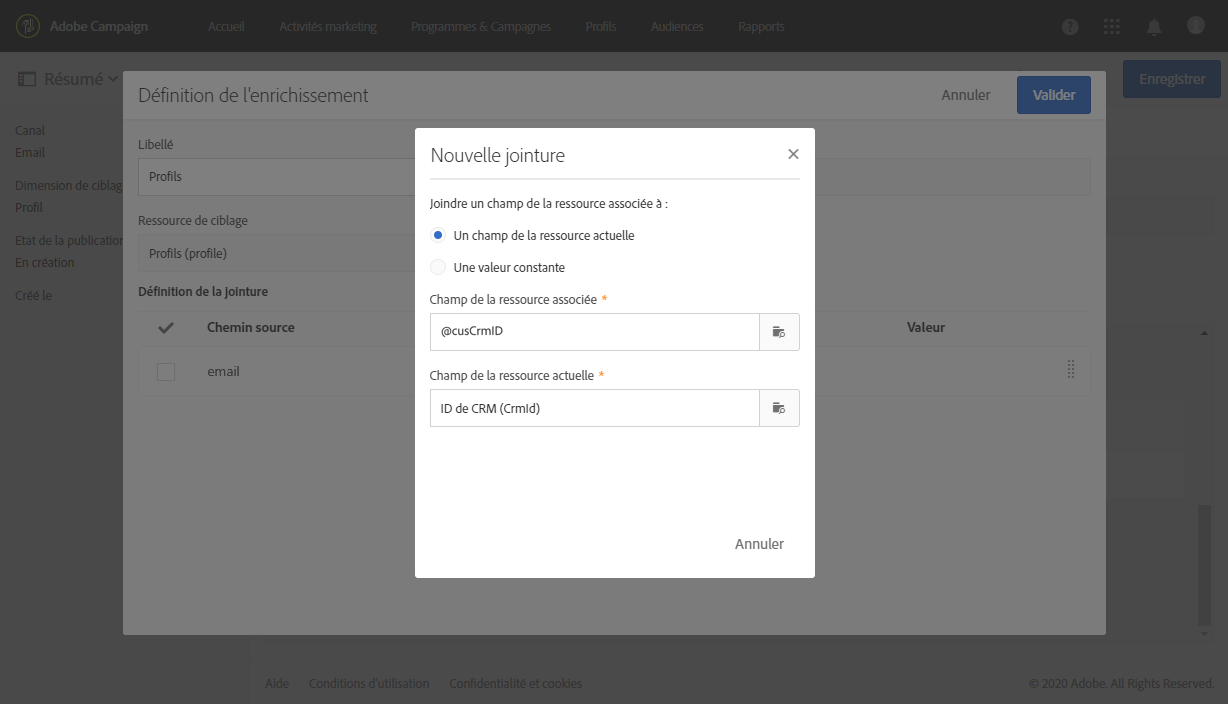 Adobe Campaign Accueil Activités marketing Programmes & Campagnes Profils Audiences Rapports
Résumé
Enregistrer
Définition de l'enrichissement
Annuler
Valider
Canal
Email
Dimension de ciblag
Profil
Etat de la publication
En création
Créé le
Libellé
Profils
Ressource de ciblage
Profils (profile)
Définition de la jointure
Chemin source
Valeur
email
Nouvelle jointure
Joindre un champ de la ressource associée à :
Un champ de la ressource actuelle
Une valeur constante
Champ de la ressource associée *
@cusCrmID
Champ de la ressource actuelle *
ID de CRM (CrmId)
Annuler
Aide Conditions d'utilisation Confidentialité et cookies
© 2020 Adobe. All Rights Reserved.